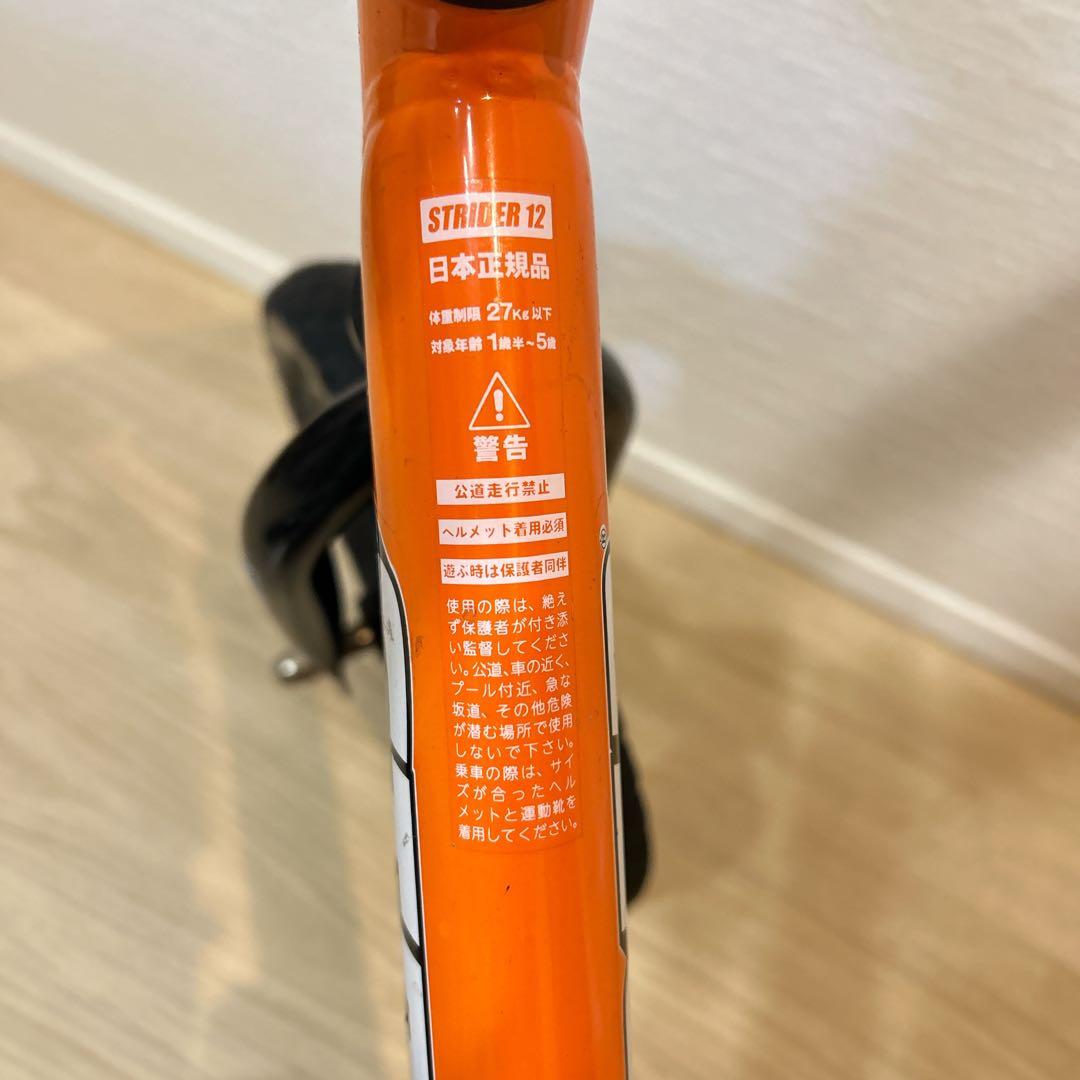 STRIDER 12
日本正規品
体重制限 27Kg 以下
対象年齢 1歳半~5歳
警告
公道走行禁止
ヘルメット着用必須
遊ぶ時は保護者同伴
使用の際は、絶え
ず保護者が付き添
い監督してくださ
い。公道、車の近く、
プール付近、急な
坂道、その他危険
が潜む場所で使用
しないで下さい。
乗車の際は、サイ
ズが合ったヘル
メットと運動靴を
着用してください。